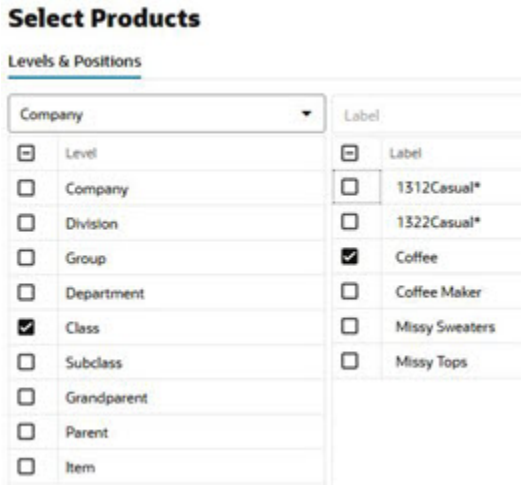 Select Products
Levels & Positions
Company
Label
Level
Label
Company
1312Casual*
Division
1322Casual*
Group
Coffee
Department
Coffee Maker
Class
Missy Sweaters
Subclass
Missy Tops
Grandparent
Parent
Item